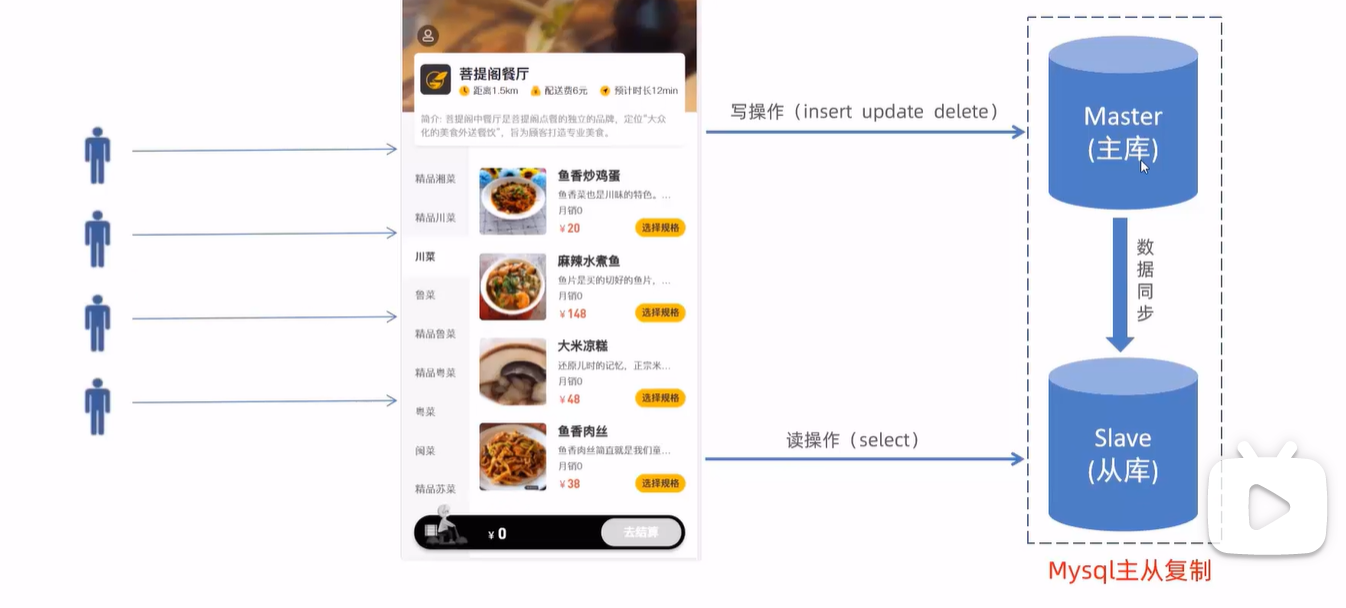 菩提阁餐厅
距离1.5km 配送费6元 预计时长12min
简介: 菩提阁中餐厅是菩提阁点餐的独立的品牌，定位“大众
化的美食外送餐饮”，旨为顾客打造专业美食。
精品湘菜
精品川菜
川菜
鲁菜
精品鲁菜
精品粤菜
粤菜
闽菜
精品苏菜
鱼香炒鸡蛋
鱼香菜也是川味的特色。...
月销0
¥20
选择规格
麻辣水煮鱼
鱼片是买的切好的鱼片，...
月销0
¥148
选择规格
大米凉糕
还原儿时的记忆，正宗米...
月销0
¥48
选择规格
鱼香肉丝
鱼香肉丝简直就是我们童...
月销0
¥38
选择规格
¥0
去结算
写操作（insert update delete）
读操作（select）
Master
(主库)
数
据
同
步
Slave
(从库)
Mysql主从复制